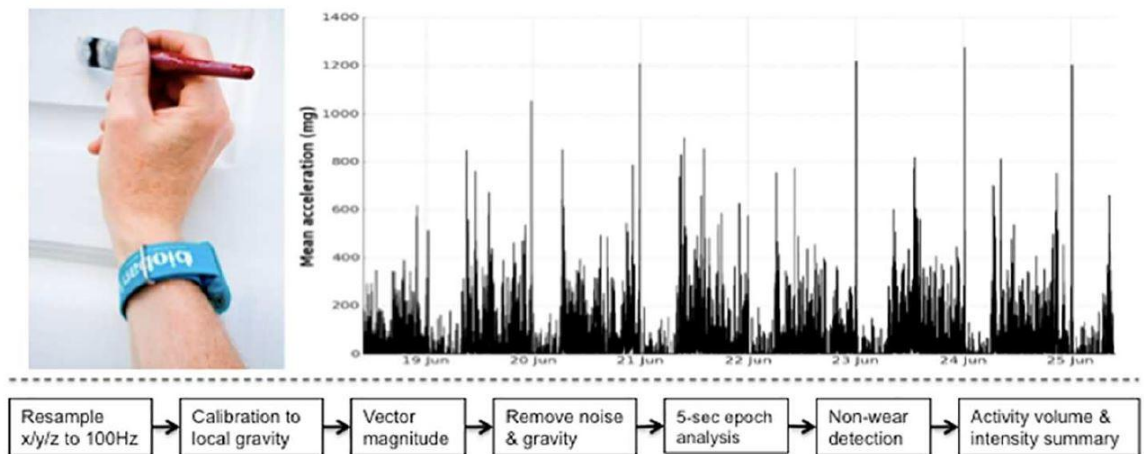 biobank
1400
1200
1000
800
600
400
200
0
Mean acceleration (mg)
19 Jun 20 Jun 21 Jun 22 Jun 23 Jun 24 Jun 25 Jun
Resample
x/y/z to 100Hz
Calibration to
local gravity
Vector
magnitude
Remove noise
& gravity
5-sec epoch
analysis
Non-wear
detection
Activity volume &
intensity summary